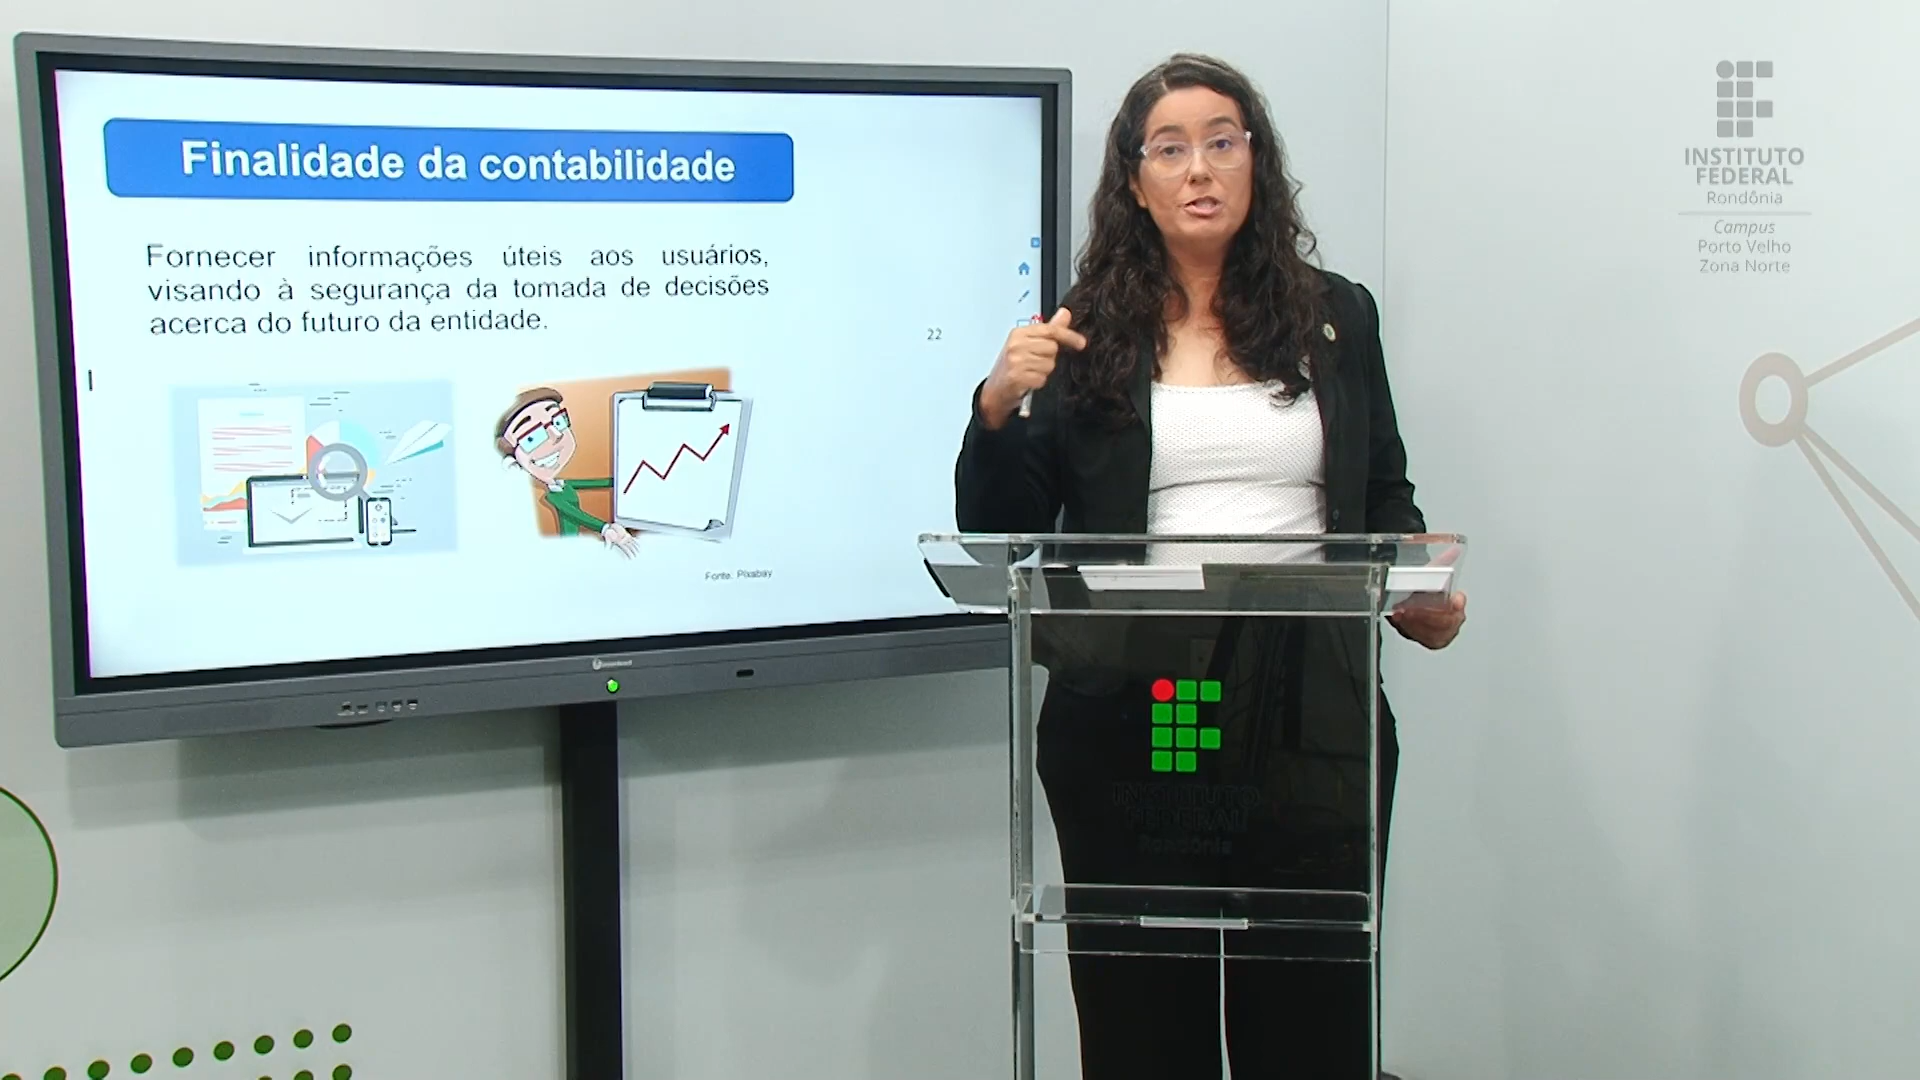 Finalidade da contabilidade
Fornecer informações úteis aos usuários,
visando à segurança da tomada de decisões
acerca do futuro da entidade.
22
Fonte. Pixabay
INSTITUTO
FEDERAL
Rondônia
Campus
Porto Velho
Zona Norte
INSTITUTO
FEDERAL
Rondônia